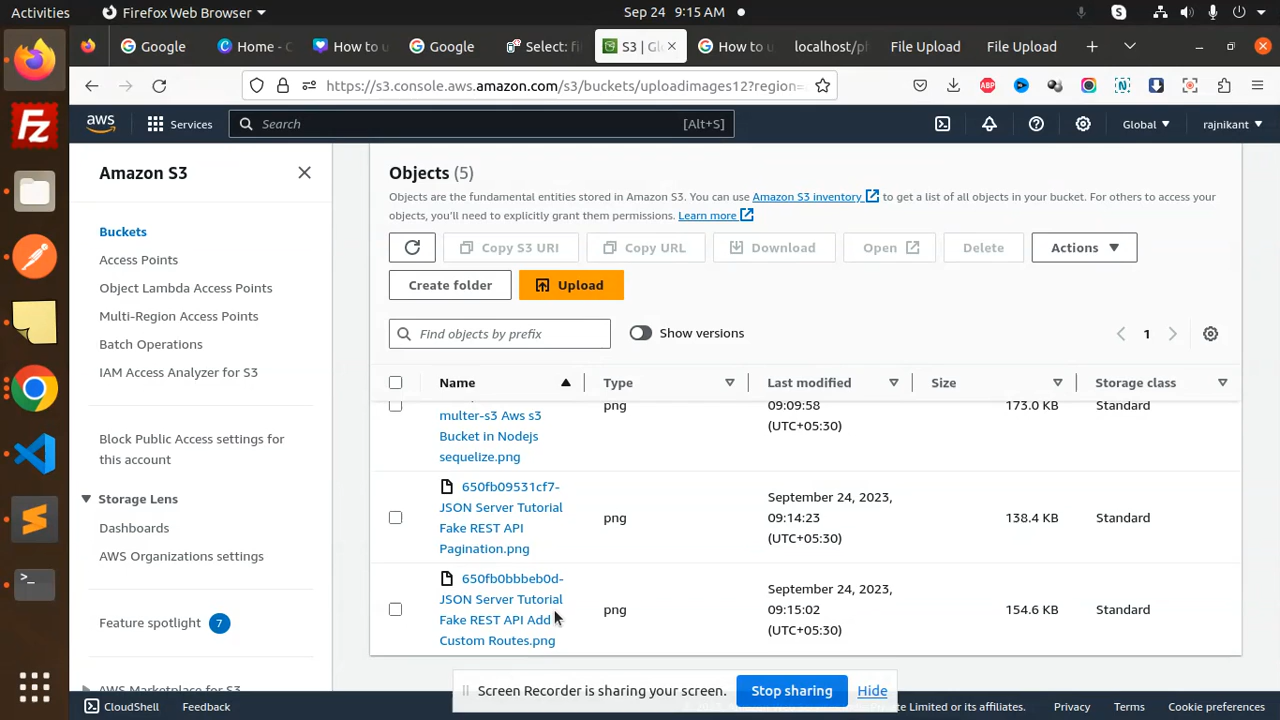 Activities Firefox Web Browser Sep 24 9:15 AM
Google Home - C How to u Google Select: fi S3 | Glo How to u localhost/ph File Upload File Upload
https://s3.console.aws.amazon.com/s3/buckets/uploadimages12?region=
aws Services Search [Alt+S] Global rajnikant
Amazon S3
Buckets
Access Points
Object Lambda Access Points
Multi-Region Access Points
Batch Operations
IAM Access Analyzer for S3
Block Public Access settings for
this account
Storage Lens
Dashboards
AWS Organizations settings
Feature spotlight 7
AWS Marketplace for S3
Objects (5)
Objects are the fundamental entities stored in Amazon S3. You can use Amazon S3 inventory to get a list of all objects in your bucket. For others to access your
objects, you'll need to explicitly grant them permissions. Learn more
Copy S3 URI Copy URL Download Open Delete Actions
Create folder Upload
Find objects by prefix Show versions 1
Name Type Last modified Size Storage class
png 09:09:58 173.0 KB Standard
multer-s3 Aws s3
(UTC+05:30)
Bucket in Nodejs
sequelize.png
650fb09531cf7-
September 24, 2023,
JSON Server Tutorial
png 09:14:23 138.4 KB Standard
Fake REST API
(UTC+05:30)
Pagination.png
650fb0bbbeb0d-
September 24, 2023,
JSON Server Tutorial
png 09:15:02 154.6 KB Standard
Fake REST API Add
(UTC+05:30)
Custom Routes.png
Screen Recorder is sharing your screen. Stop sharing Hide
CloudShell Feedback Limited or its affiliates. Privacy Terms Cookie preferences